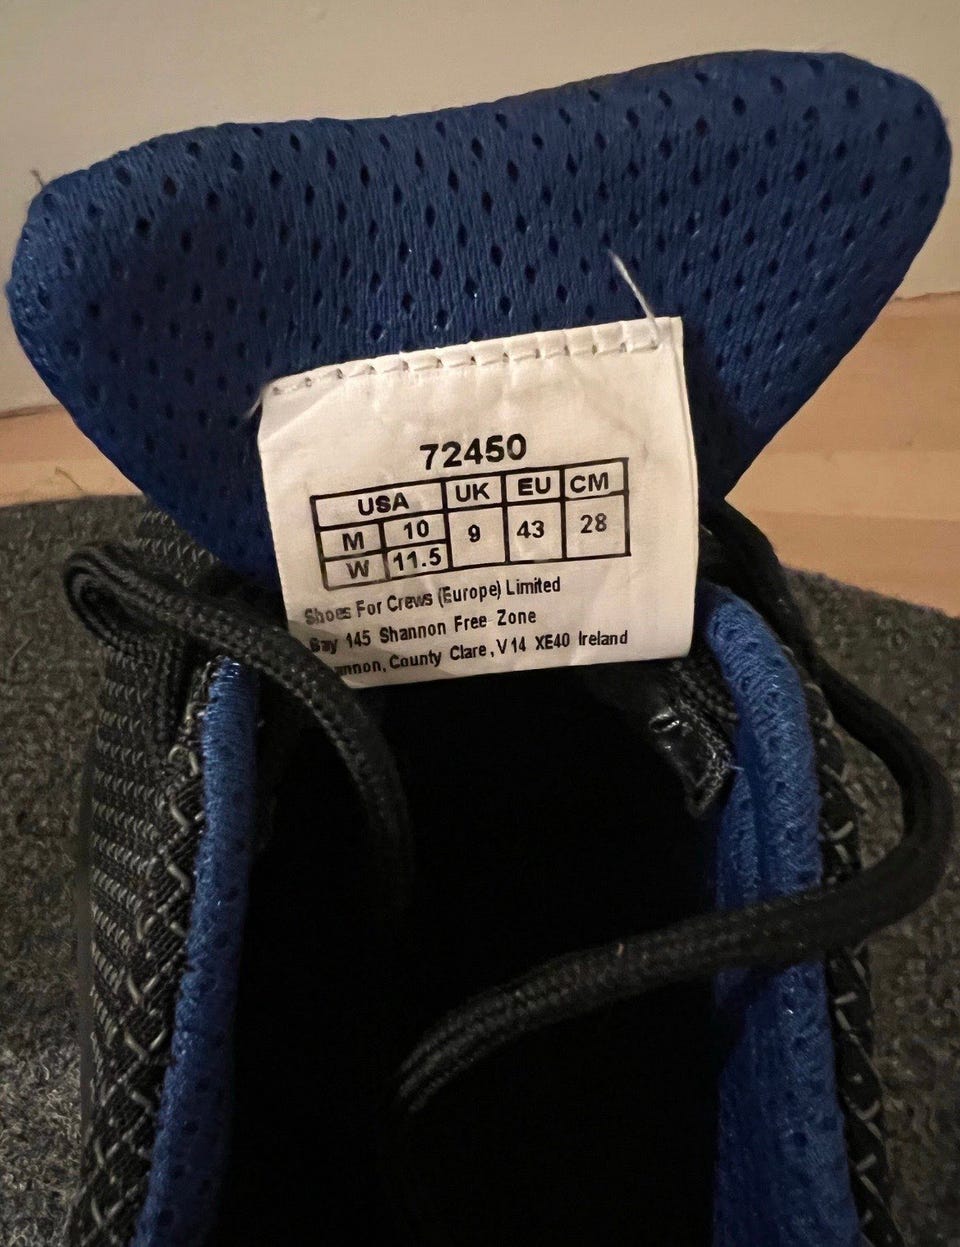 72450
USA UK EU CM
M 10 9 43 28
W 11.5
Shoes For Crews (Europe) Limited
Bay 145 Shannon Free Zone
annon, County Clare, V14 XE40 Ireland